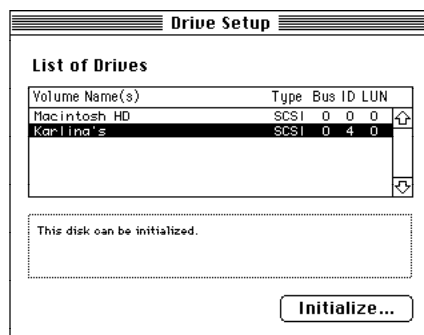 Drive Setup
List of Drives
Volume Name(s) Type Bus ID LUN
Macintosh HD SCSI 0 0 0
Karlina's SCSI 0 4 0
This disk can be initialized.
Initialize...